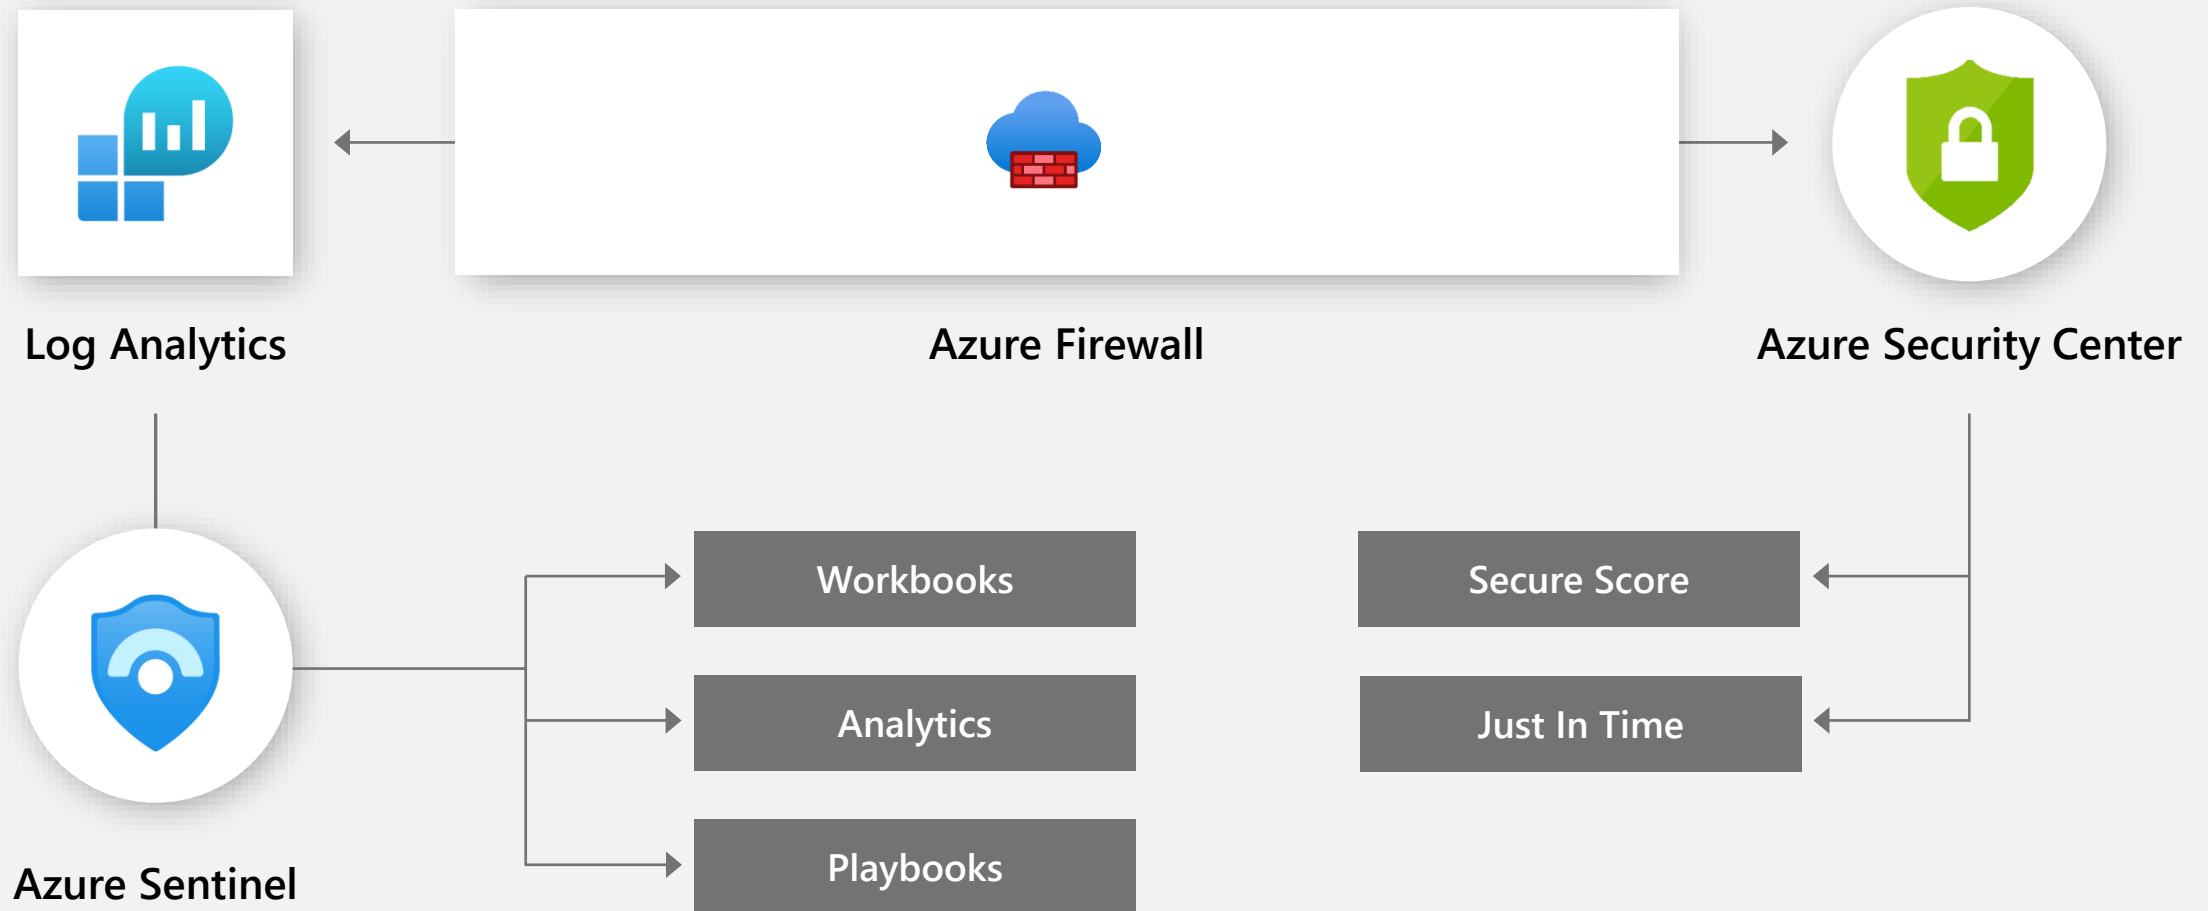 Log Analytics
Azure Firewall
Azure Security Center
Workbooks
Secure Score
Analytics
Just In Time
Playbooks
Azure Sentinel